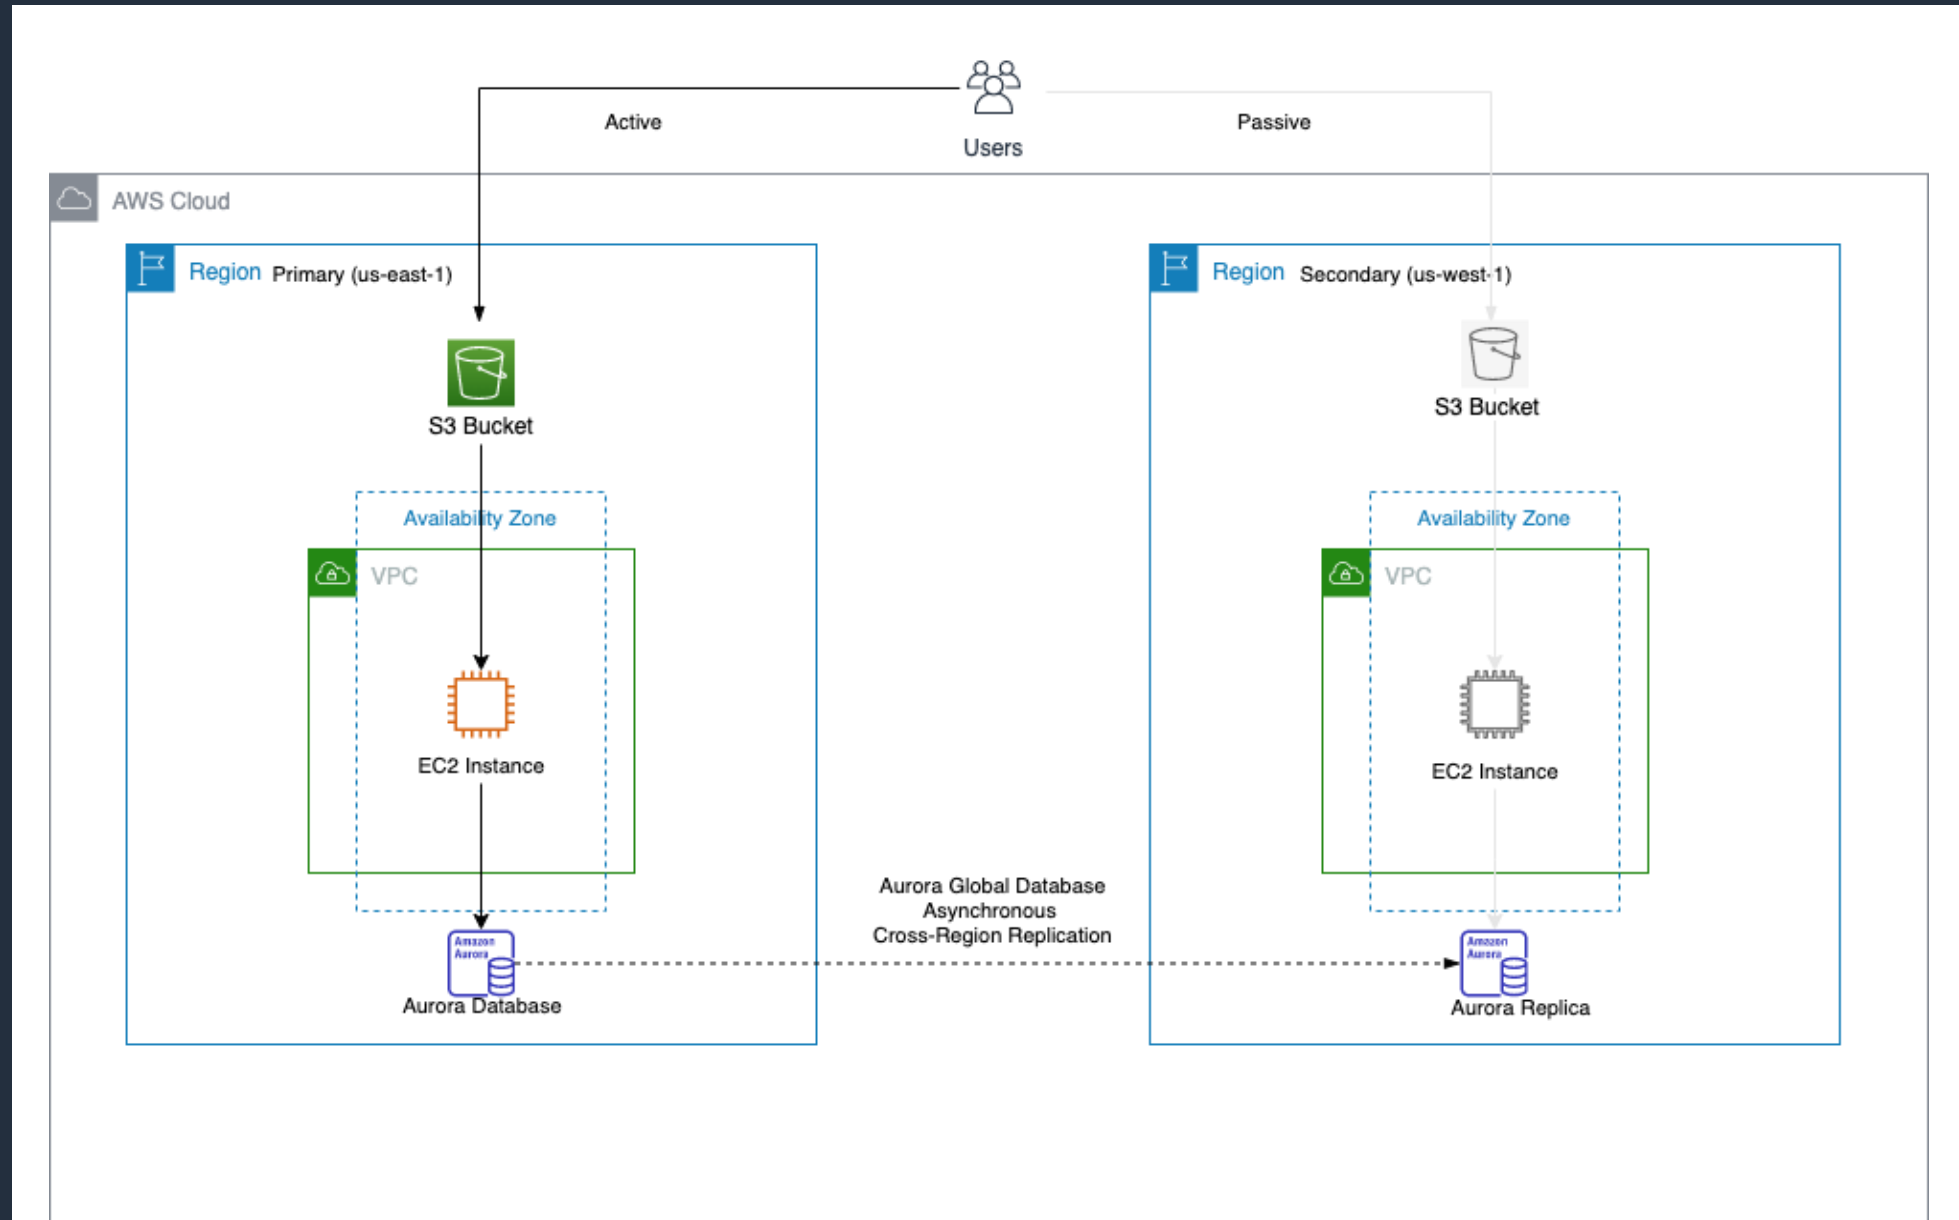 Users
Active
Passive
AWS Cloud
Region Primary (us-east-1)
S3 Bucket
Availability Zone
VPC
EC2 Instance
Amazon
Aurora
Aurora Database
Aurora Global Database
Asynchronous
Cross-Region Replication
Region Secondary (us-west-1)
S3 Bucket
Availability Zone
VPC
EC2 Instance
Amazon
Aurora
Aurora Replica